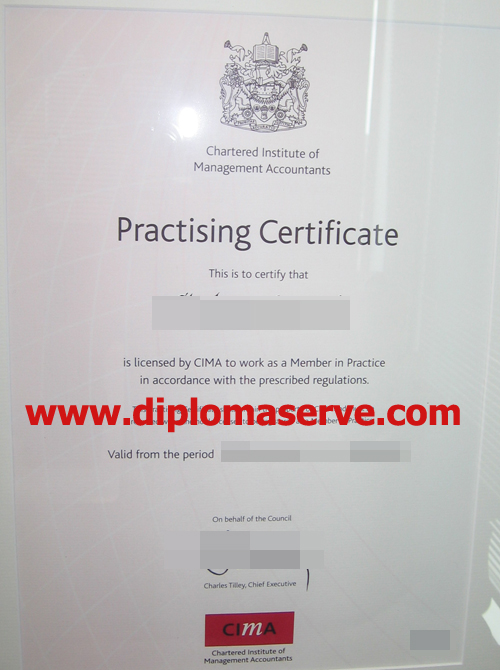 Chartered Institute of
Management Accountants
Practising Certificate
This is to certify that
is licensed by CIMA to work as a Member in Practice
in accordance with the prescribed regulations.
www.diplomaserve.com
Valid from the period
On behalf of the Council
Charles Tilley, Chief Executive
CIMA
Chartered Institute of
Management Accountants